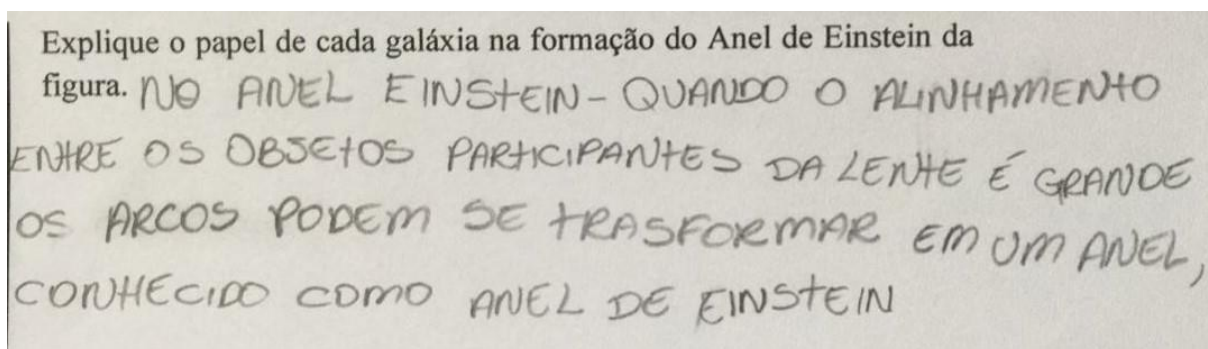 Explique o papel de cada galáxia na formação do Anel de Einstein da
figura. NO ANEL EINSTEIN - QUANDO O ALINHAMENTO
ENTRE OS OBJETOS PARTICIPANTES DA LENTE É GRANDE
OS ARCOS PODEM SE TRASFORMAR EM UM ANEL,
CONHECIDO COMO ANEL DE EINSTEIN